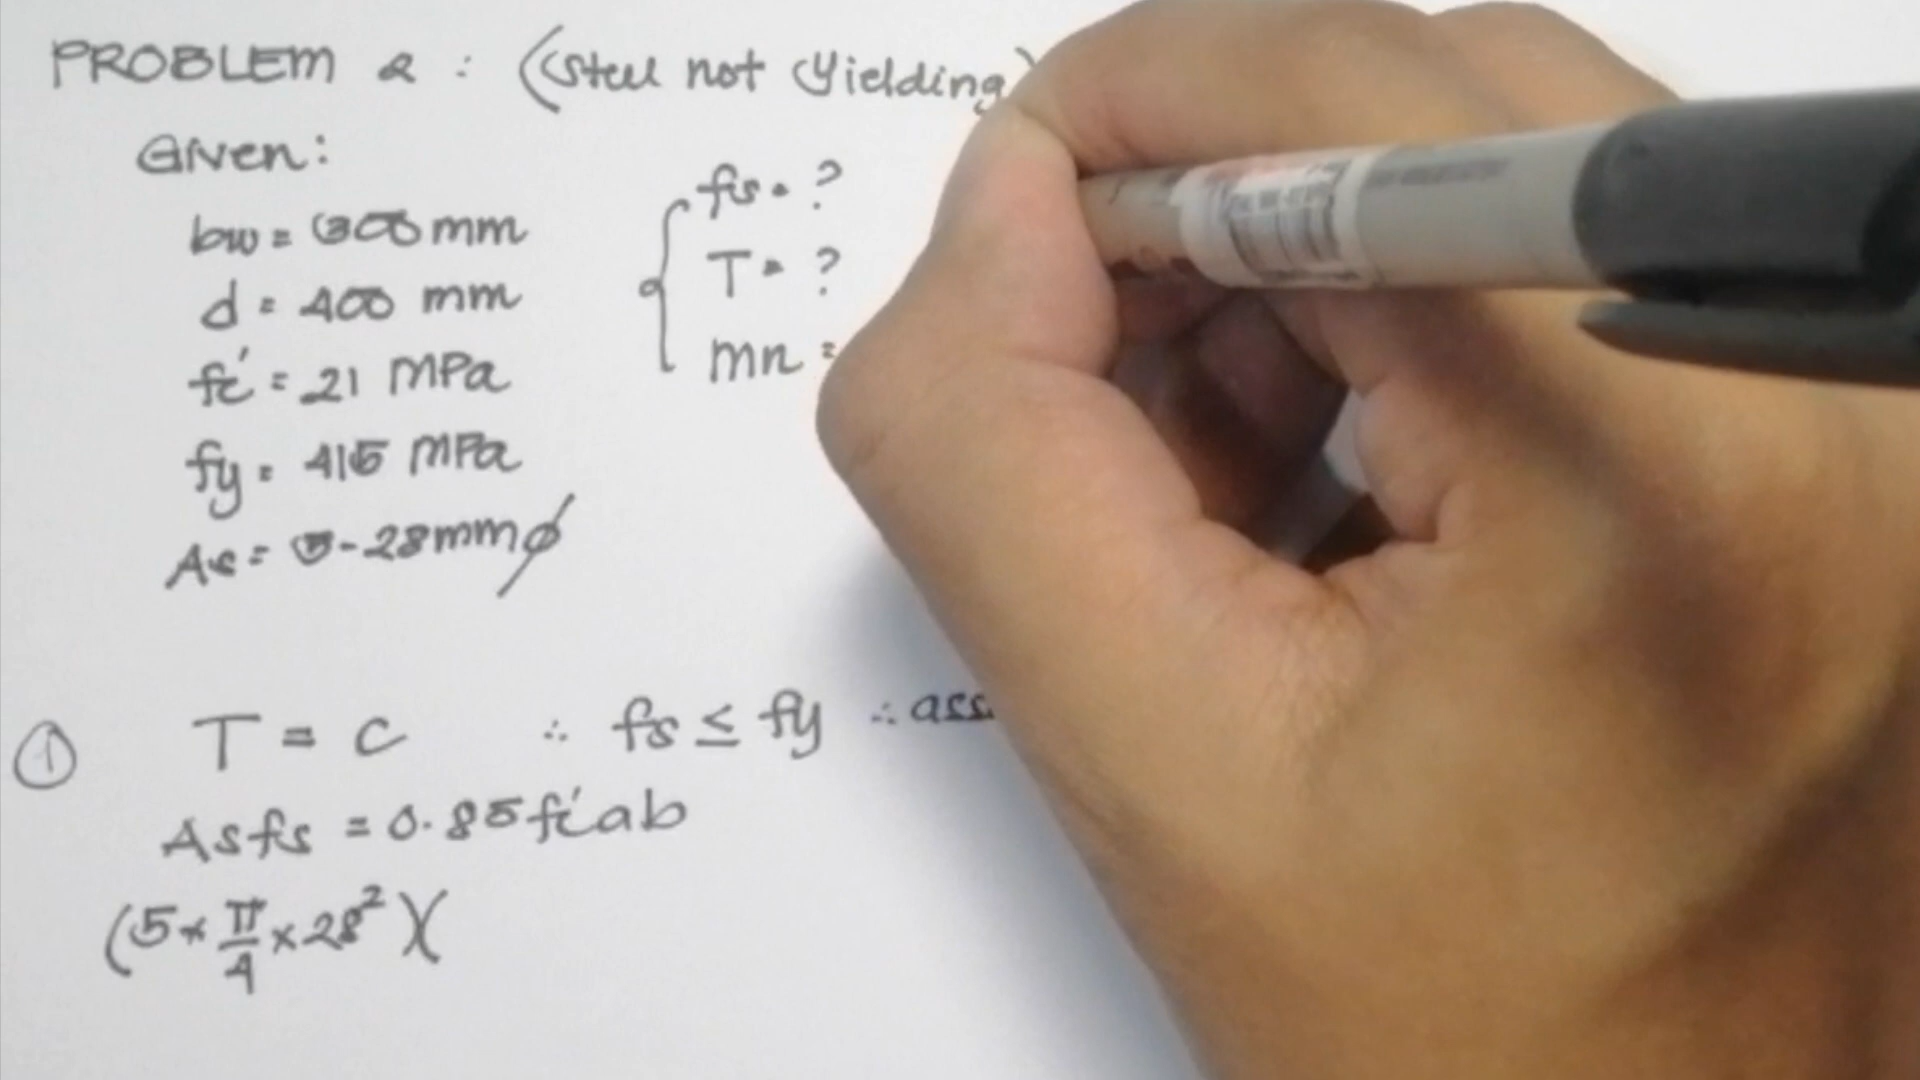 PROBLEM 2 : (Steel not Yielding)
Given:
bw = 300 mm
d = 400 mm
fc' = 21 MPa
fy = 415 MPa
As = 5-28mmϕ
fs = ?
T = ?
mn =
① T = C ∴ fs ≤ fy ∴ ass
Asfs = 0.85fc'ab
(5 × π/4 × 28²)(